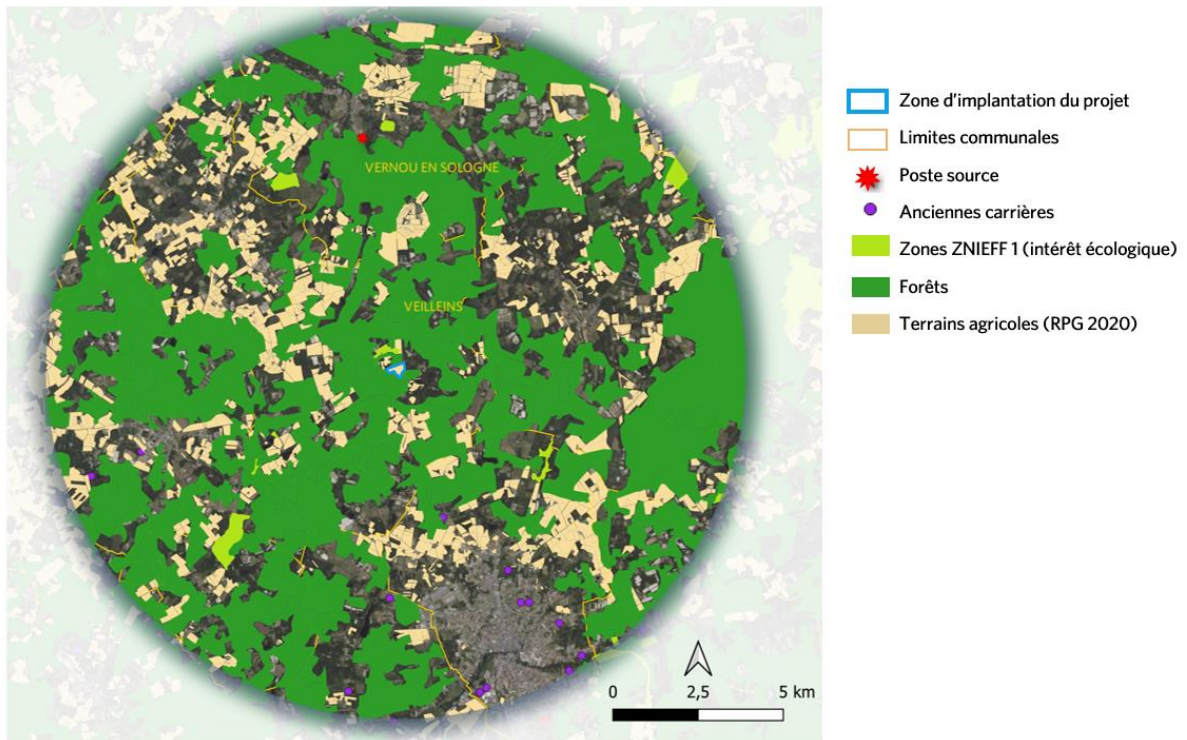 VERNOU EN SOLOGNE
VEILLEINS
0 2,5 5 km
Zone d'implantation du projet
Limites communales
Poste source
Anciennes carrières
Zones ZNIEFF 1 (intérêt écologique)
Forêts
Terrains agricoles (RPG 2020)